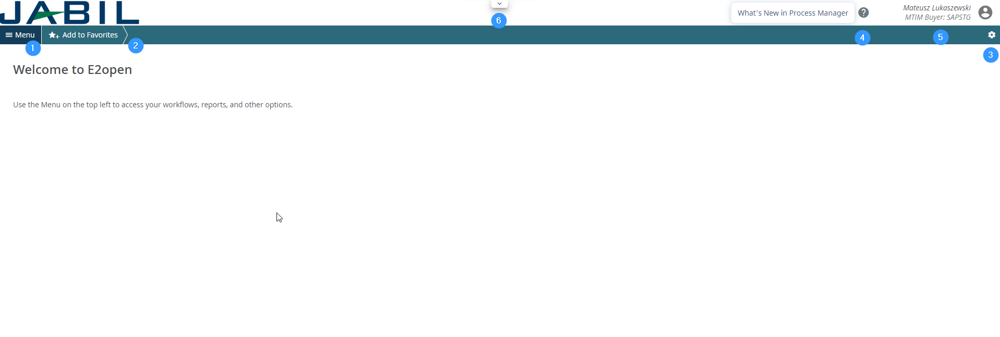 JABIL
6
What's New in Process Manager
Mateusz Lukaszewski
MTIM Buyer: SAPSTG
Menu
Add to Favorites
1
2
4
5
3
Welcome to E2open
Use the Menu on the top left to access your workflows, reports, and other options.